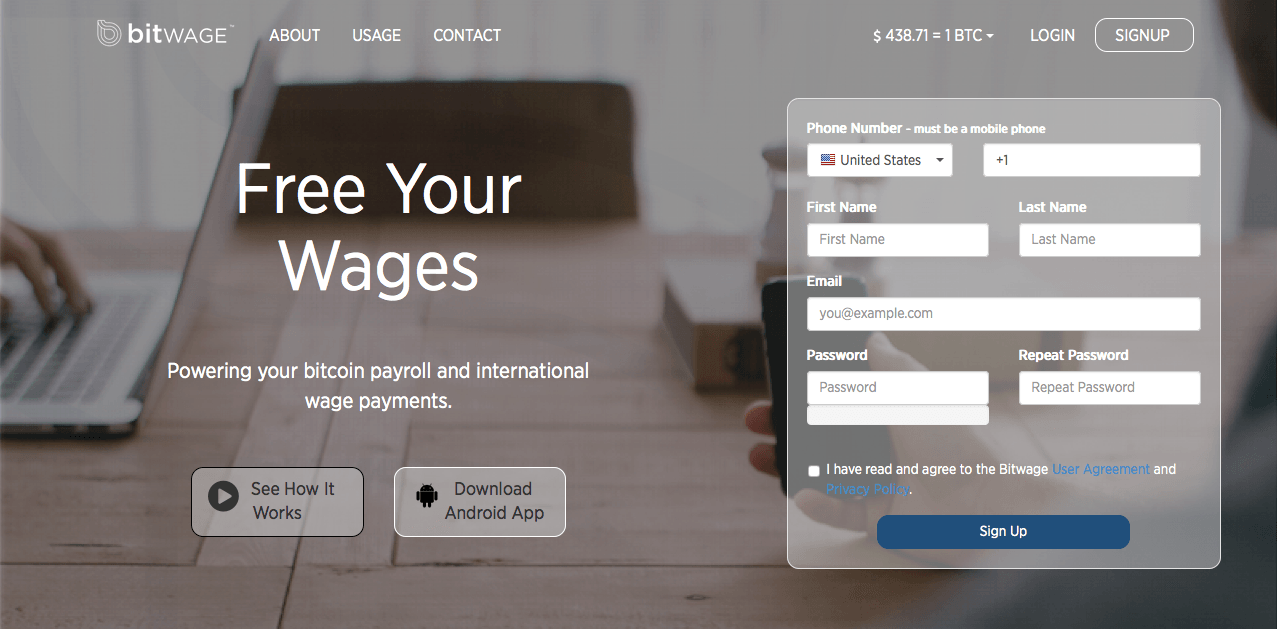 bitWAGE™ ABOUT USAGE CONTACT $ 438.71 = 1 BTC LOGIN SIGNUP
Free Your
Wages
Powering your bitcoin payroll and international
wage payments.
See How It
Works
Download
Android App
Phone Number - must be a mobile phone
United States +1
First Name Last Name
First Name Last Name
Email
you@example.com
Password Repeat Password
Password Repeat Password
I have read and agree to the Bitwage User Agreement and
Privacy Policy.
Sign Up